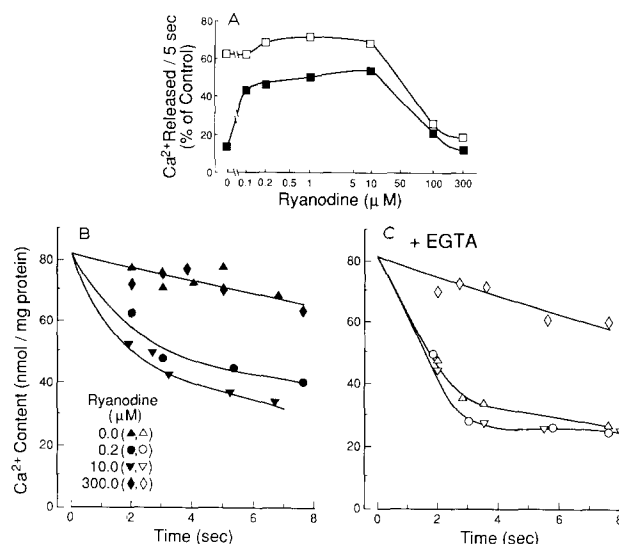 A
Ca²⁺Released / 5 sec
(% of Control)
80
60
40
20
0
0 0.1 0.2 0.5 1 5 10 50 100 300
Ryanodine (μM)
B
Ca²⁺ Content (nmol / mg protein)
80
60
40
20
0
Ryanodine
(μM)
0.0 (▲,△)
0.2 (●,○)
10.0 (▼,▽)
300.0 (◆,◇)
0 2 4 6 8
Time (sec)
C
+ EGTA
80
60
40
20
0
0 2 4 6 8
Time (sec)